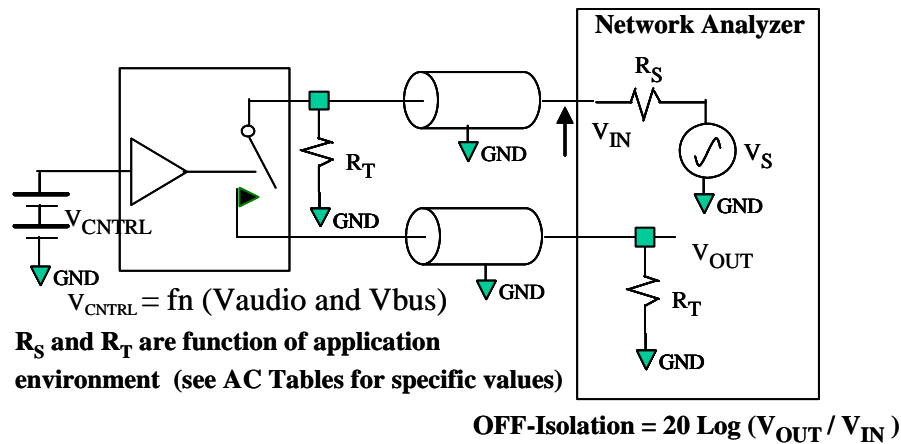 Network Analyzer
R_S
V_IN
V_S
GND
GND
R_T
GND
V_CNTRL
GND
V_OUT
R_T
GND
GND
V_CNTRL = fn (Vaudio and Vbus)
R_S and R_T are function of application
environment (see AC Tables for specific values)
OFF-Isolation = 20 Log (V_OUT / V_IN )